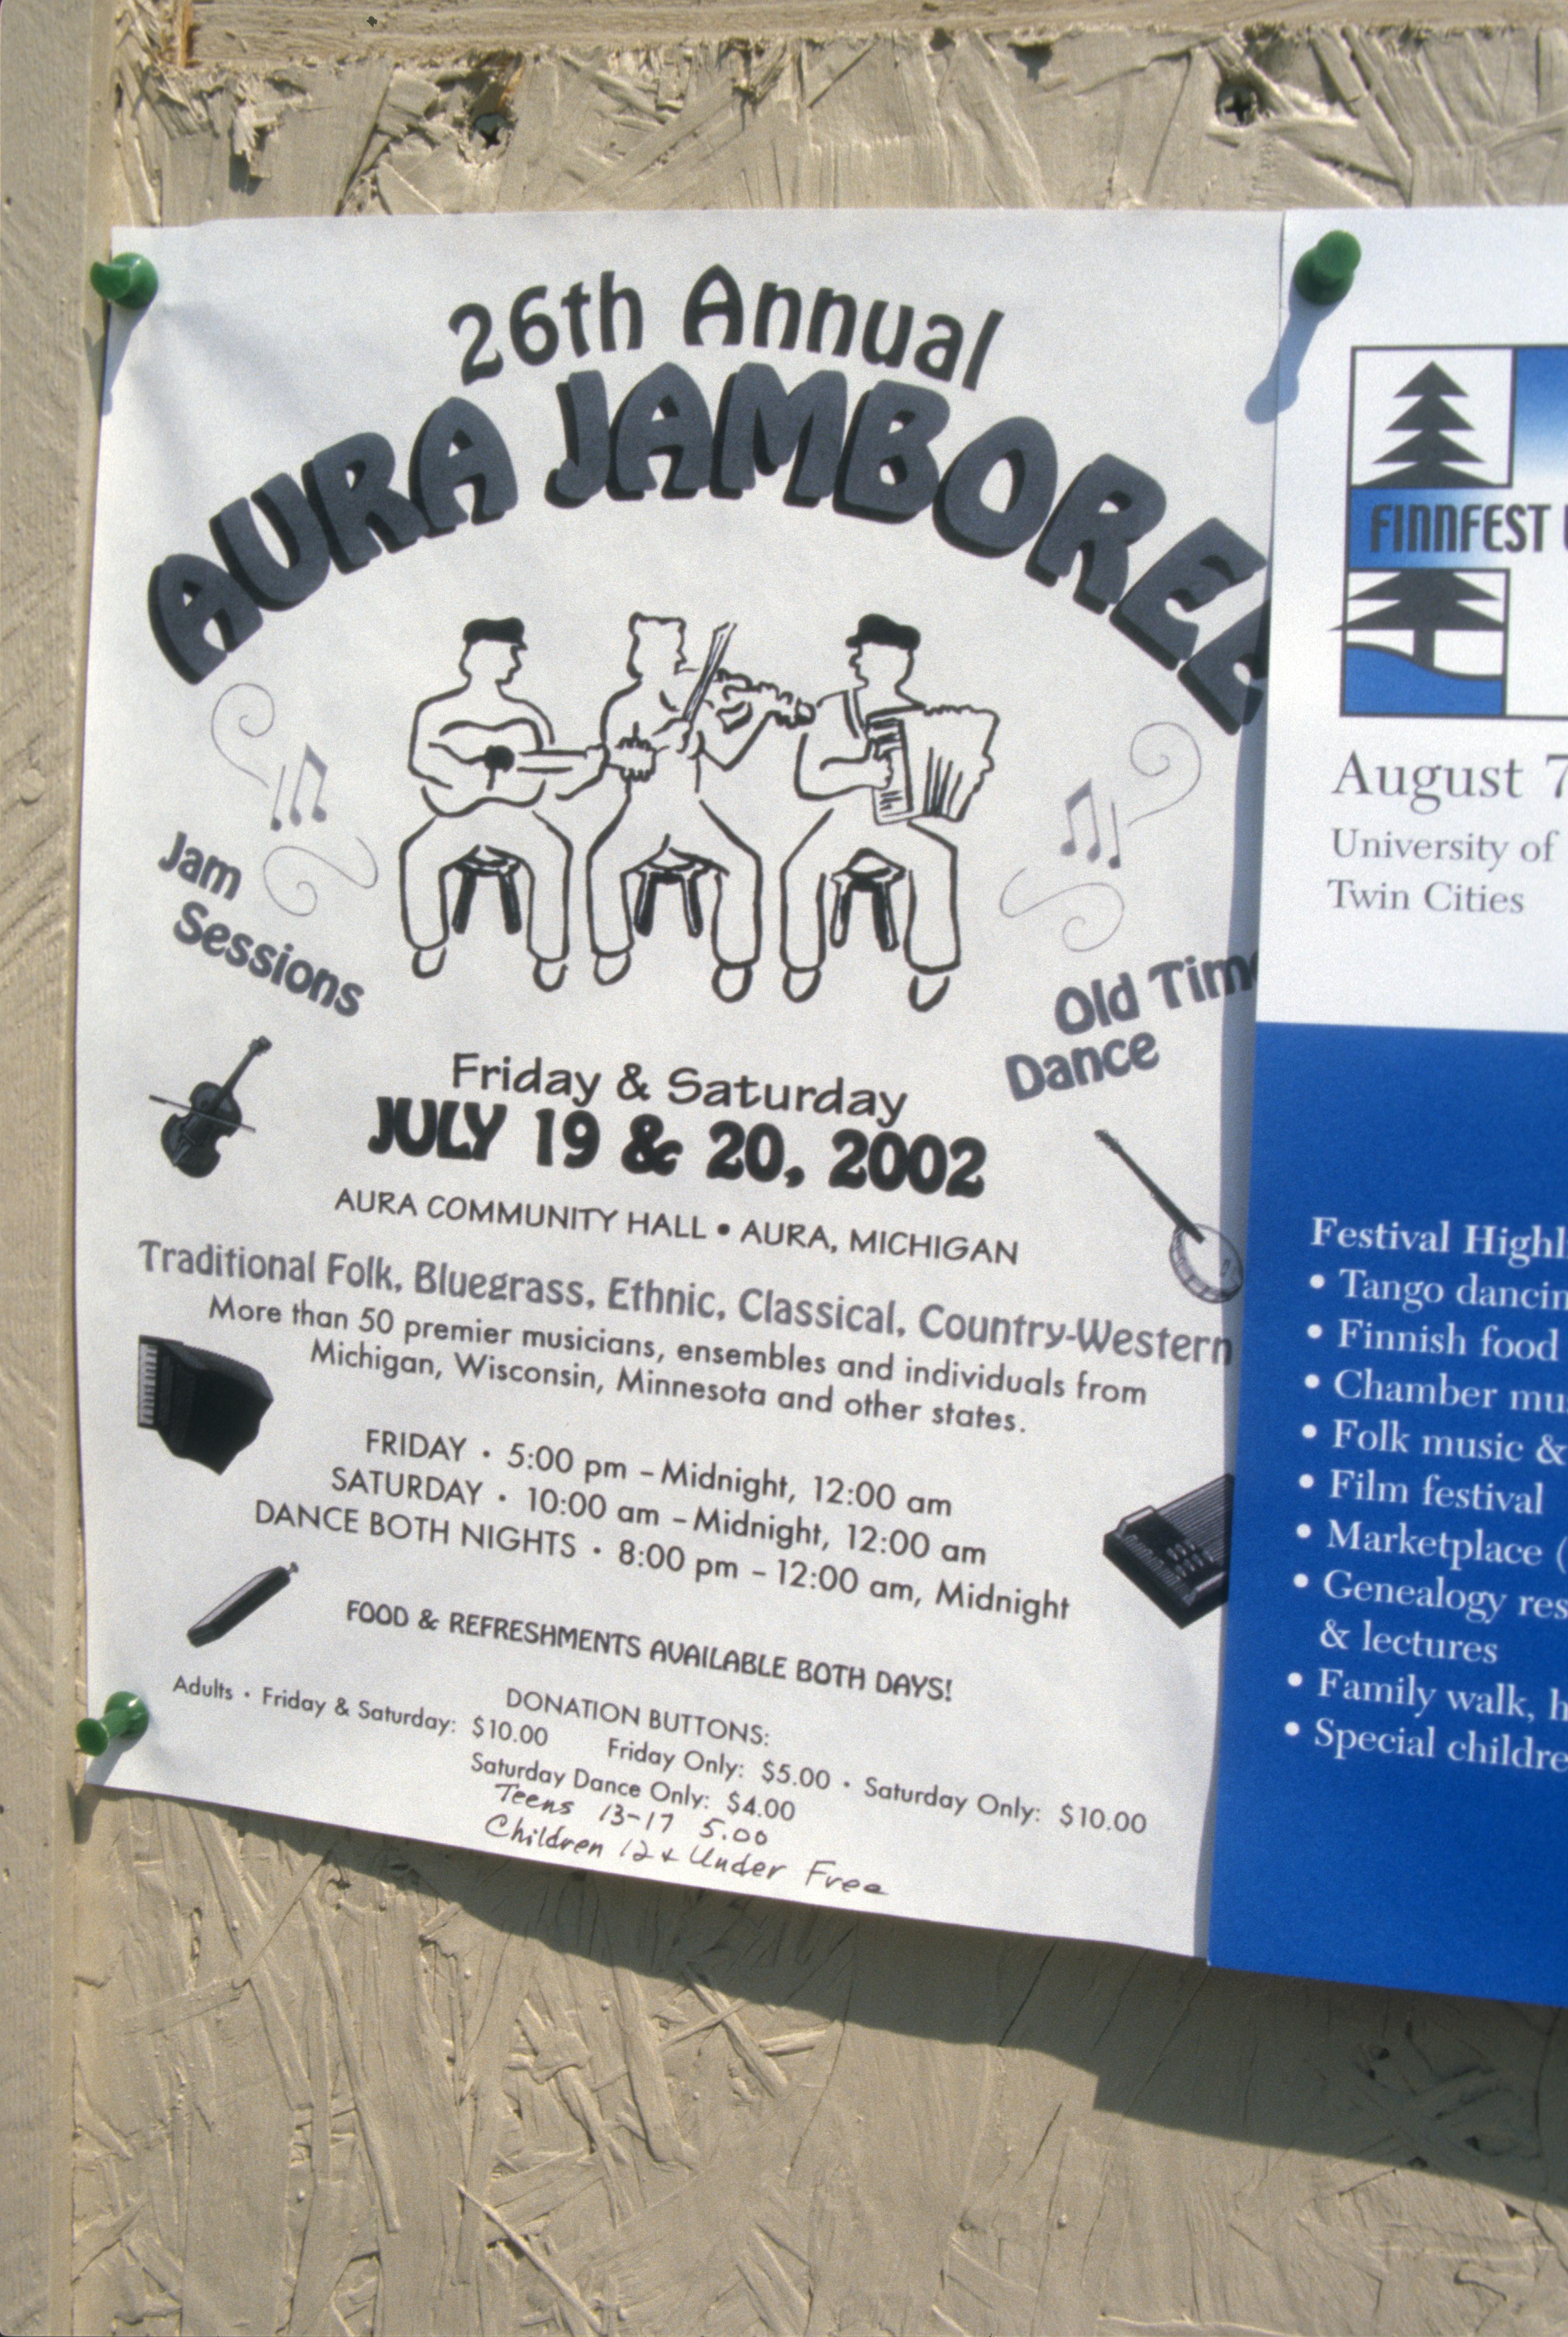 26th Annual
AURA JAMBOREE
Jam
Sessions
Old Time
Dance
Friday & Saturday
JULY 19 & 20, 2002
AURA COMMUNITY HALL • AURA, MICHIGAN
Traditional Folk, Bluegrass, Ethnic, Classical, Country-Western
More than 50 premier musicians, ensembles and individuals from
Michigan, Wisconsin, Minnesota and other states.
FRIDAY • 5:00 pm – Midnight, 12:00 am
SATURDAY • 10:00 am – Midnight, 12:00 am
DANCE BOTH NIGHTS • 8:00 pm – 12:00 am, Midnight
FOOD & REFRESHMENTS AVAILABLE BOTH DAYS!
DONATION BUTTONS:
Adults • Friday & Saturday: $10.00 Friday Only: $5.00 • Saturday Only: $10.00
Saturday Dance Only: $4.00
Teens 13-17 5.00
Children 12 & Under Free
FINNFEST
August 7
University of
Twin Cities
Festival Highl
• Tango dancin
• Finnish food
• Chamber mu
• Folk music &
• Film festival
• Marketplace (
• Genealogy res
& lectures
• Family walk, h
• Special childre